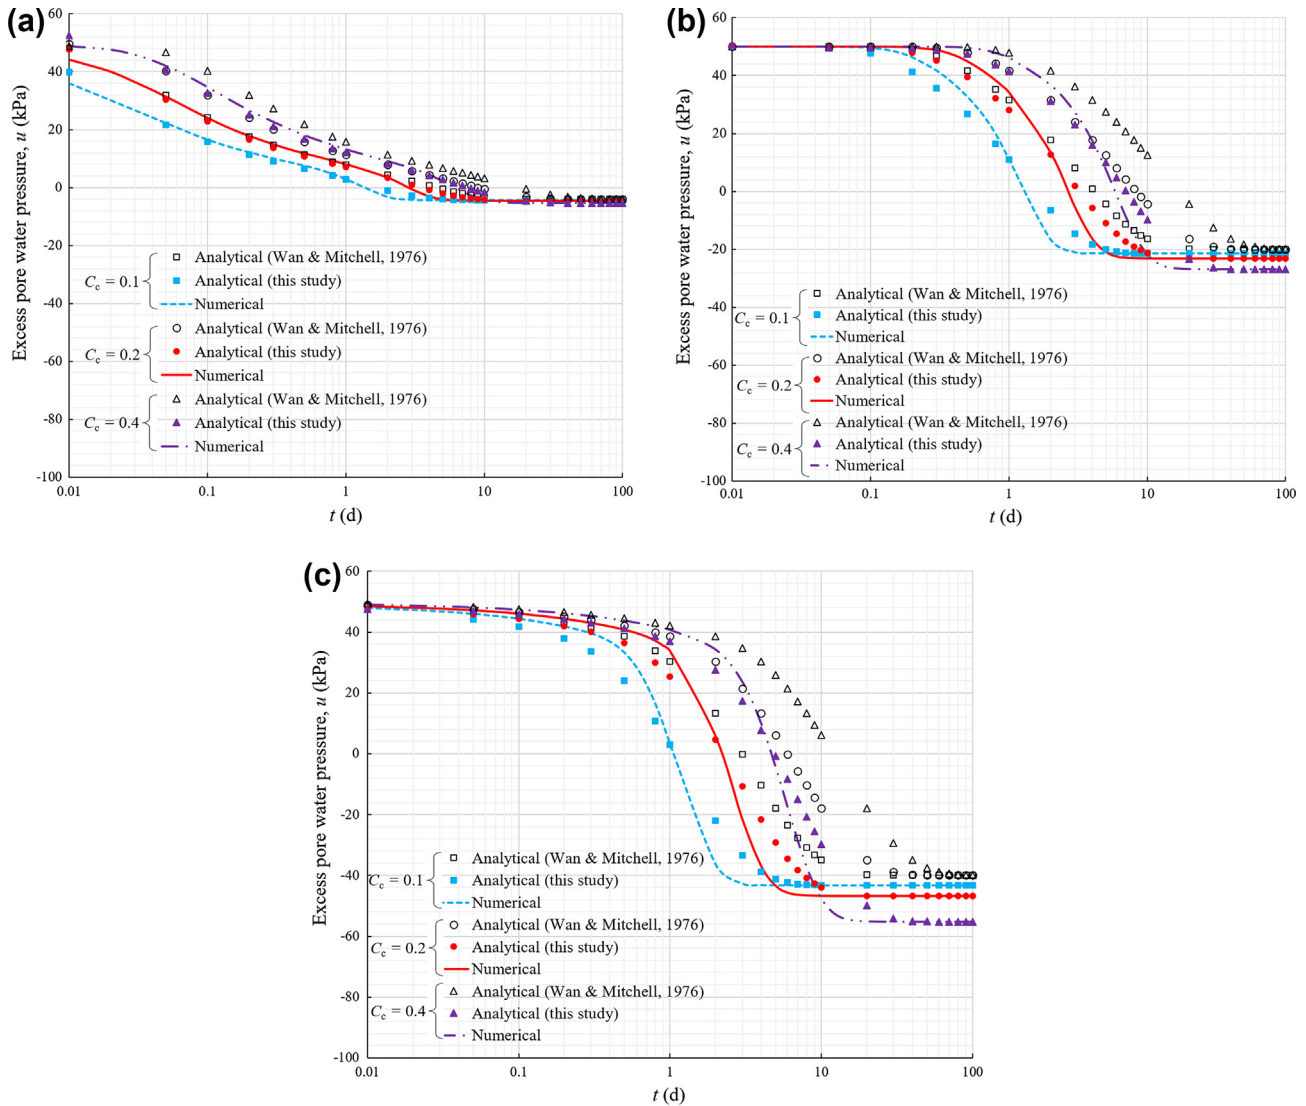 (a)
60
40
20
0
-20
-40
-60
-80
-100
Excess pore water pressure, u (kPa)
Cc = 0.1
Analytical (Wan & Mitchell, 1976)
Analytical (this study)
Numerical
Cc = 0.2
Analytical (Wan & Mitchell, 1976)
Analytical (this study)
Numerical
Cc = 0.4
Analytical (Wan & Mitchell, 1976)
Analytical (this study)
Numerical
0.01 0.1 1 10 100
t (d)
(b)
60
40
20
0
-20
-40
-60
-80
-100
Excess pore water pressure, u (kPa)
Cc = 0.1
Analytical (Wan & Mitchell, 1976)
Analytical (this study)
Numerical
Cc = 0.2
Analytical (Wan & Mitchell, 1976)
Analytical (this study)
Numerical
Cc = 0.4
Analytical (Wan & Mitchell, 1976)
Analytical (this study)
Numerical
0.01 0.1 1 10 100
t (d)
(c)
60
40
20
0
-20
-40
-60
-80
-100
Excess pore water pressure, u (kPa)
Cc = 0.1
Analytical (Wan & Mitchell, 1976)
Analytical (this study)
Numerical
Cc = 0.2
Analytical (Wan & Mitchell, 1976)
Analytical (this study)
Numerical
Cc = 0.4
Analytical (Wan & Mitchell, 1976)
Analytical (this study)
Numerical
0.01 0.1 1 10 100
t (d)